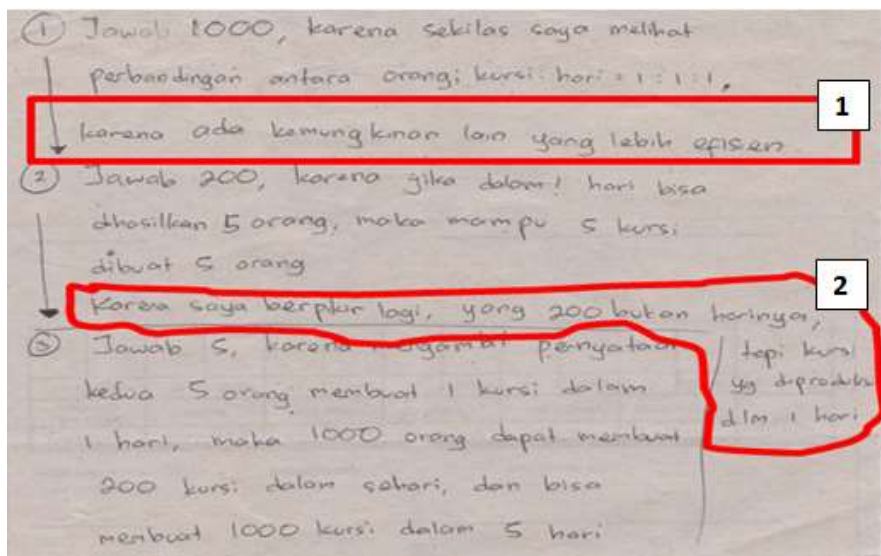 ① Jawab 1000, karena sekilas saya melihat
perbandingan antara orang; kursi: hari = 1:1:1,
1
karena ada kemungkinan lain yang lebih efisen
② Jawab 200, karena jika dalam 1 hari bisa
dihasilkan 5 orang, maka mampu 5 kursi
dibuat 5 orang
2
Karena saya berpikir lagi, yang 200 bukan harinya,
tapi kursi
yg diproduksi
dlm 1 hari
③ Jawab 5, karena pernyataan
kedua 5 orang membuat 1 kursi dalam
1 hari, maka 1000 orang dapat membuat
200 kursi dalam sehari, dan bisa
membuat 1000 kursi dalam 5 hari